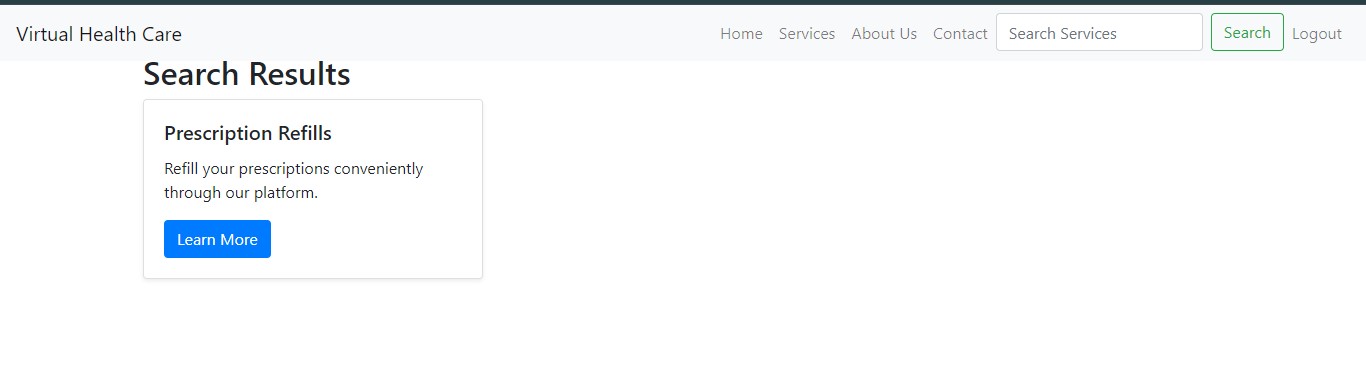 Virtual Health Care
Home Services About Us Contact Search Services Search Logout
Search Results
Prescription Refills
Refill your prescriptions conveniently
through our platform.
Learn More